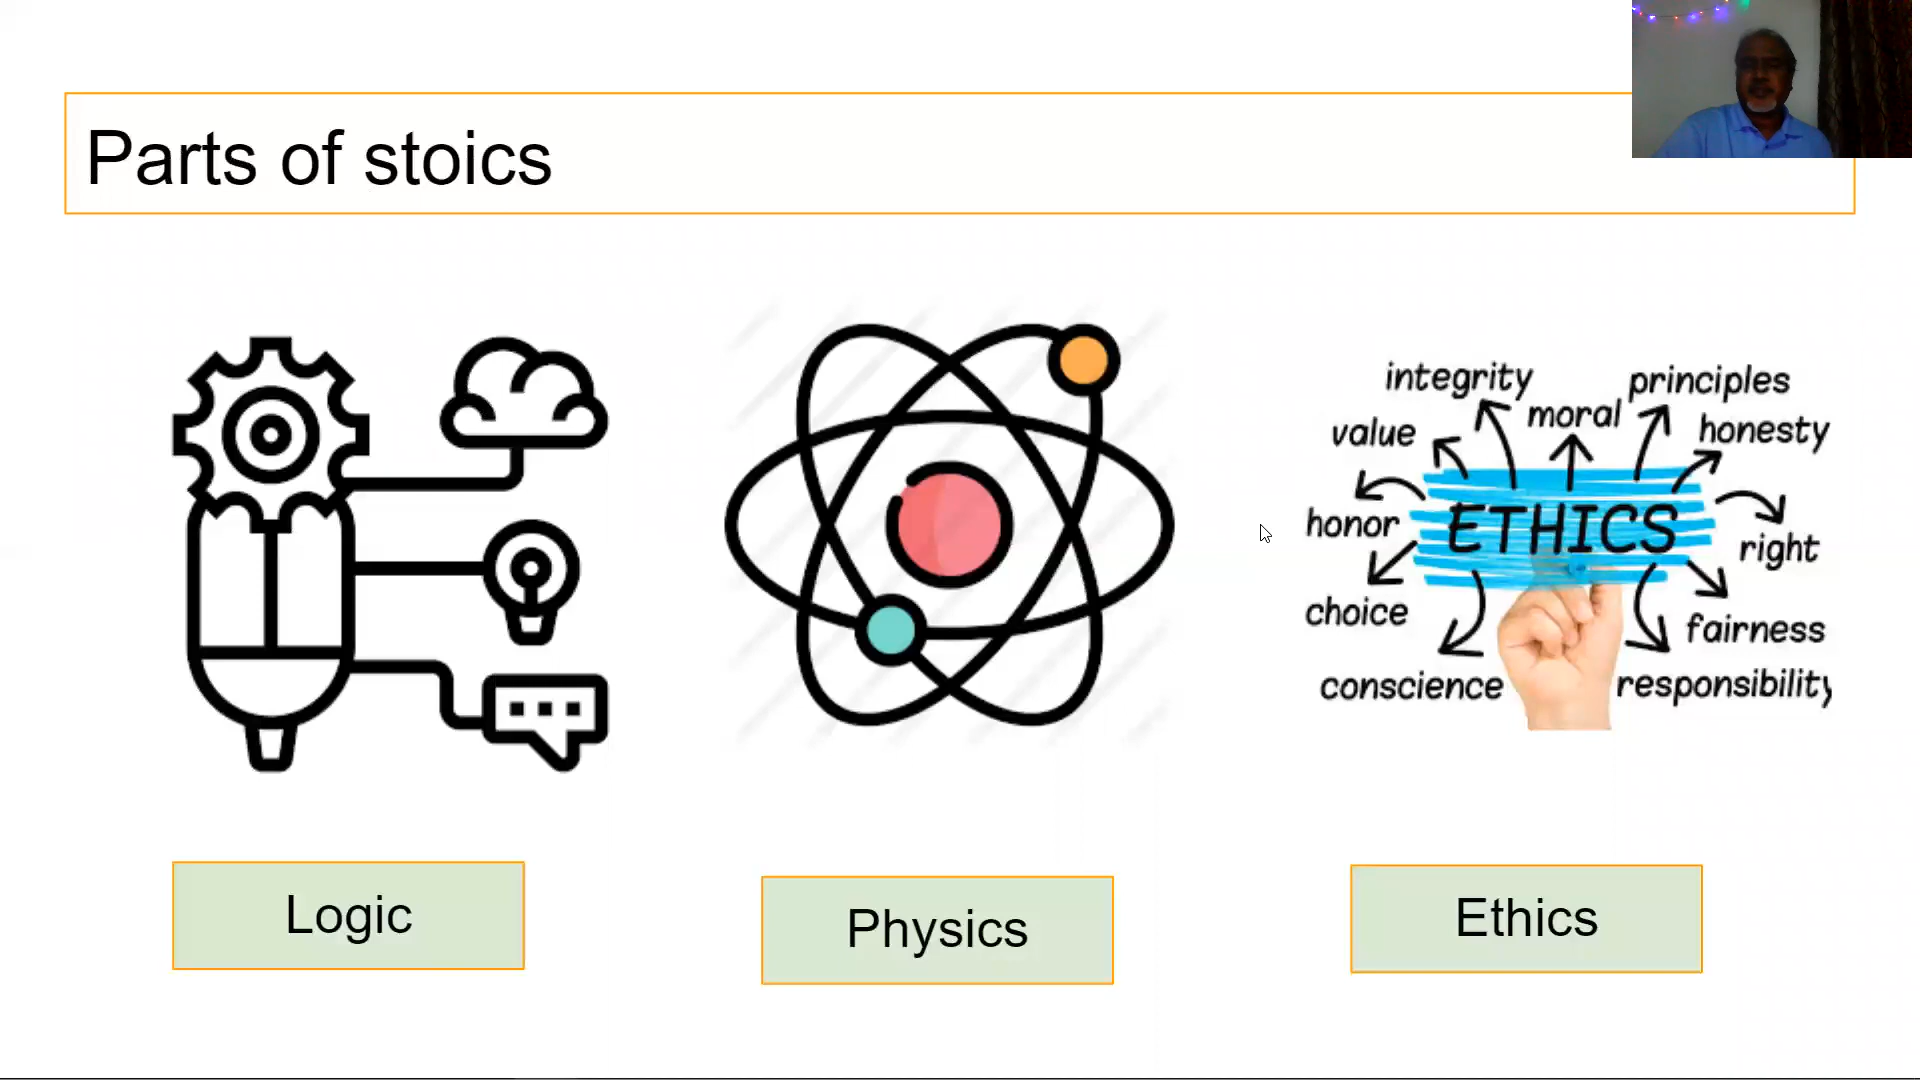 Parts of stoics
integrity
principles
value
moral
honesty
honor
ETHICS
right
choice
fairness
conscience
responsibility
Logic
Physics
Ethics